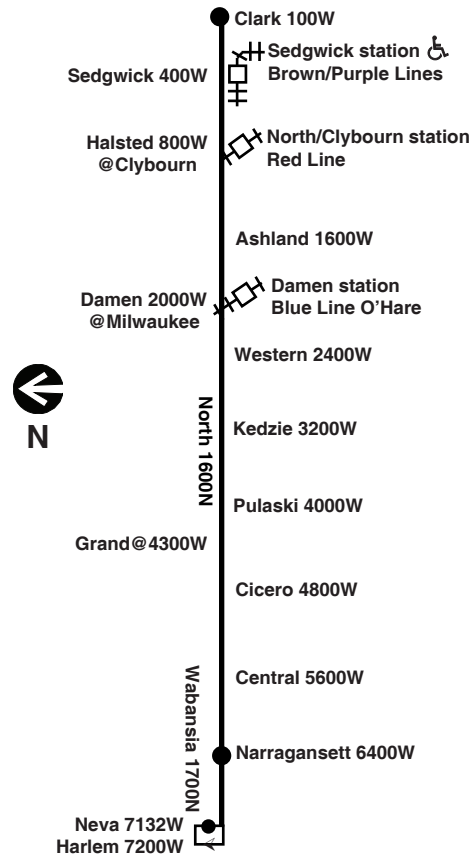 Clark 100W
Sedgwick station
Brown/Purple Lines
Sedgwick 400W
North/Clybourn station
Red Line
Halsted 800W
@Clybourn
Ashland 1600W
Damen station
Blue Line O’Hare
Damen 2000W
@Milwaukee
Western 2400W
N
North 1600N
Kedzie 3200W
Pulaski 4000W
Grand@4300W
Cicero 4800W
Central 5600W
Wabansia 1700N
Narragansett 6400W
Neva 7132W
Harlem 7200W